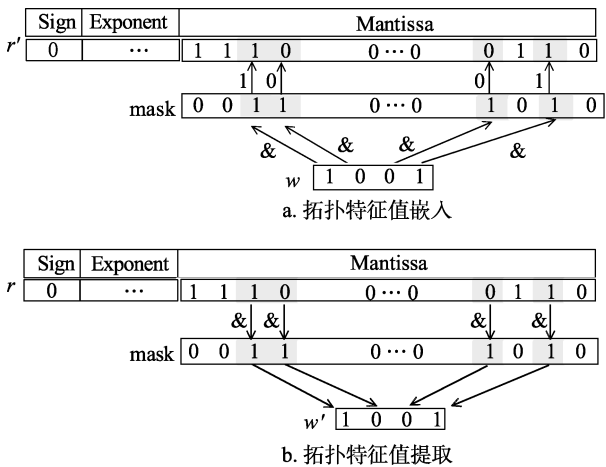 Sign Exponent Mantissa
r′ 0 ··· 1 1 1 0 0 ··· 0 0 1 1 0
1 0 0 1
mask 0 0 1 1 0 ··· 0 1 0 1 0
& & & &
w 1 0 0 1
a. 拓扑特征值嵌入
Sign Exponent Mantissa
r 0 ··· 1 1 1 0 0 ··· 0 0 1 1 0
& & & &
mask 0 0 1 1 0 ··· 0 1 0 1 0
w′ 1 0 0 1
b. 拓扑特征值提取